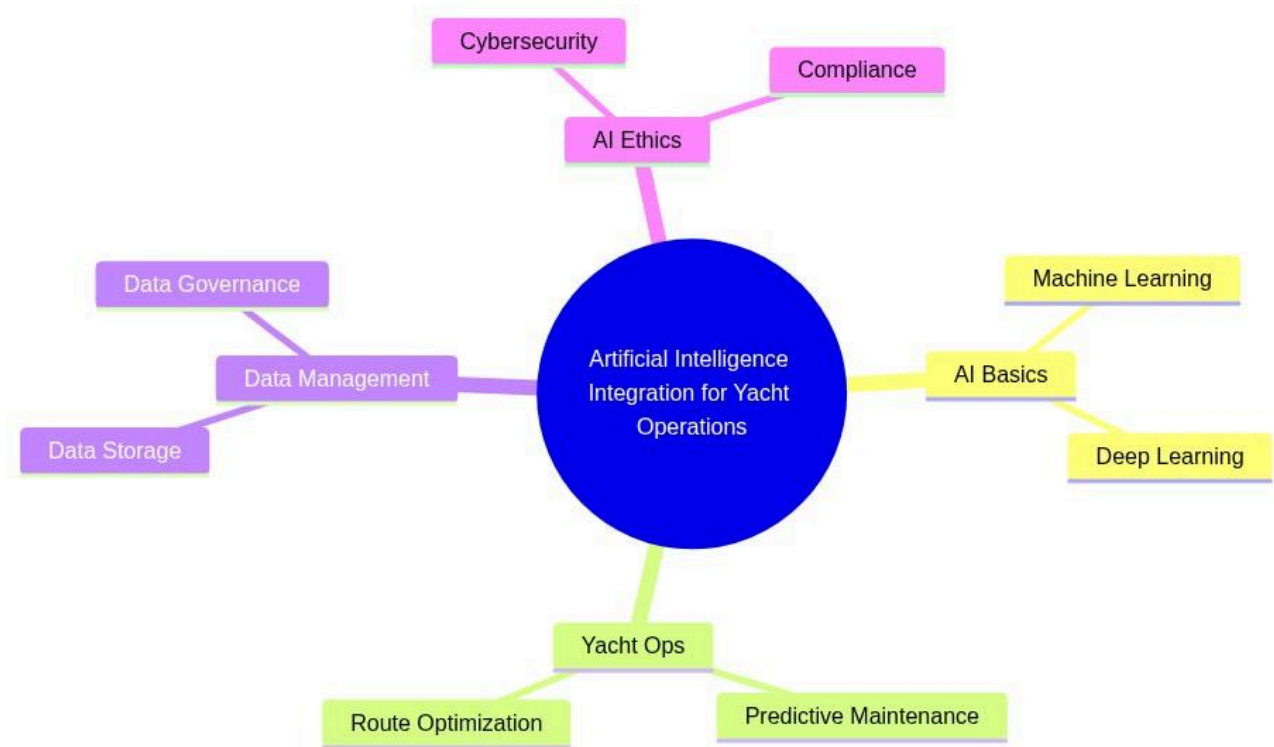 Cybersecurity
Compliance
AI Ethics
Data Governance
Machine Learning
Artificial Intelligence
Integration for Yacht
Operations
Data Management
AI Basics
Data Storage
Deep Learning
Yacht Ops
Route Optimization
Predictive Maintenance